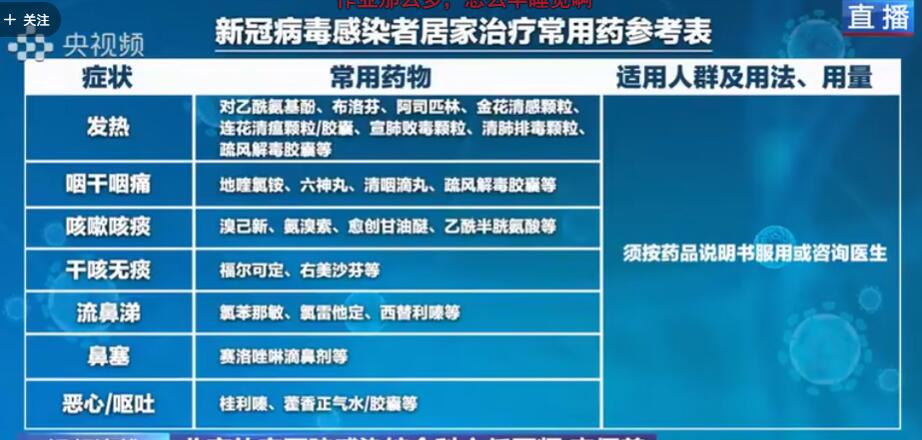 作业那么多，怎么早睡觉啊
+ 关注
直播
央视频
新冠病毒感染者居家治疗常用药参考表
症状 常用药物 适用人群及用法、用量
发热
对乙酰氨基酚、布洛芬、阿司匹林、金花清感颗粒、
连花清瘟颗粒/胶囊、宣肺败毒颗粒、清肺排毒颗粒、
疏风解毒胶囊等
咽干咽痛 地喹氯铵、六神丸、清咽滴丸、疏风解毒胶囊等
咳嗽咳痰 溴己新、氨溴索、愈创甘油醚、乙酰半胱氨酸等
须按药品说明书服用或咨询医生
干咳无痰 福尔可定、右美沙芬等
流鼻涕 氯苯那敏、氯雷他定、西替利嗪等
鼻塞 赛洛唑啉滴鼻剂等
恶心/呕吐 桂利嗪、藿香正气水/胶囊等